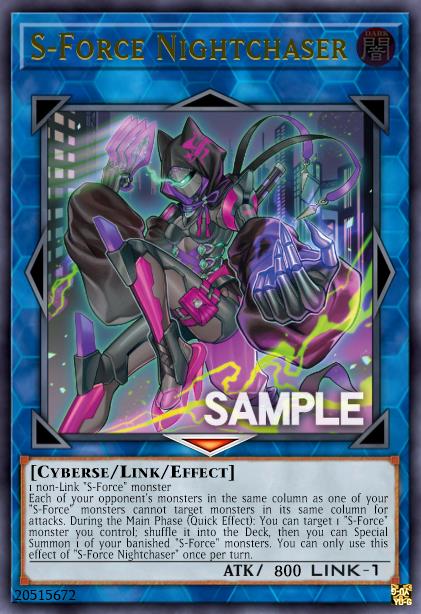 S-Force Nightchaser
DARK
闇
SAMPLE
[Cyberse/Link/Effect]
1 non-Link "S-Force" monster
Each of your opponent's monsters in the same column as one of your
"S-Force" monsters cannot target monsters in its same column for
attacks. During the Main Phase (Quick Effect): You can target 1 "S-Force"
monster you control; shuffle it into the Deck, then you can Special
Summon 1 of your banished "S-Force" monsters. You can only use this
effect of "S-Force Nightchaser" once per turn.
ATK/ 800 LINK-1
20515672